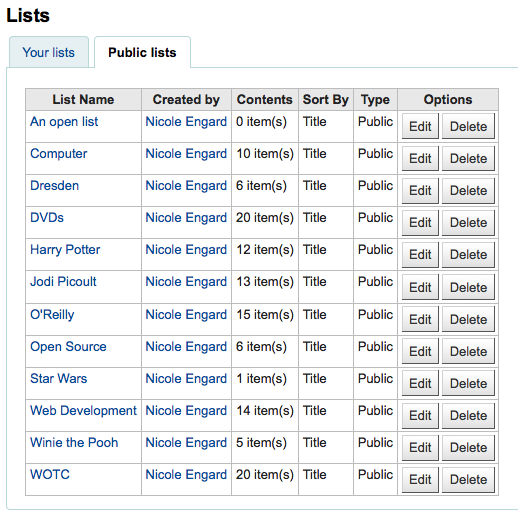 Lists
Your lists Public lists
List Name Created by Contents Sort By Type Options
An open list Nicole Engard 0 item(s) Title Public Edit Delete
Computer Nicole Engard 10 item(s) Title Public Edit Delete
Dresden Nicole Engard 6 item(s) Title Public Edit Delete
DVDs Nicole Engard 20 item(s) Title Public Edit Delete
Harry Potter Nicole Engard 12 item(s) Title Public Edit Delete
Jodi Picoult Nicole Engard 13 item(s) Title Public Edit Delete
O'Reilly Nicole Engard 15 item(s) Title Public Edit Delete
Open Source Nicole Engard 6 item(s) Title Public Edit Delete
Star Wars Nicole Engard 1 item(s) Title Public Edit Delete
Web Development Nicole Engard 14 item(s) Title Public Edit Delete
Winie the Pooh Nicole Engard 5 item(s) Title Public Edit Delete
WOTC Nicole Engard 20 item(s) Title Public Edit Delete